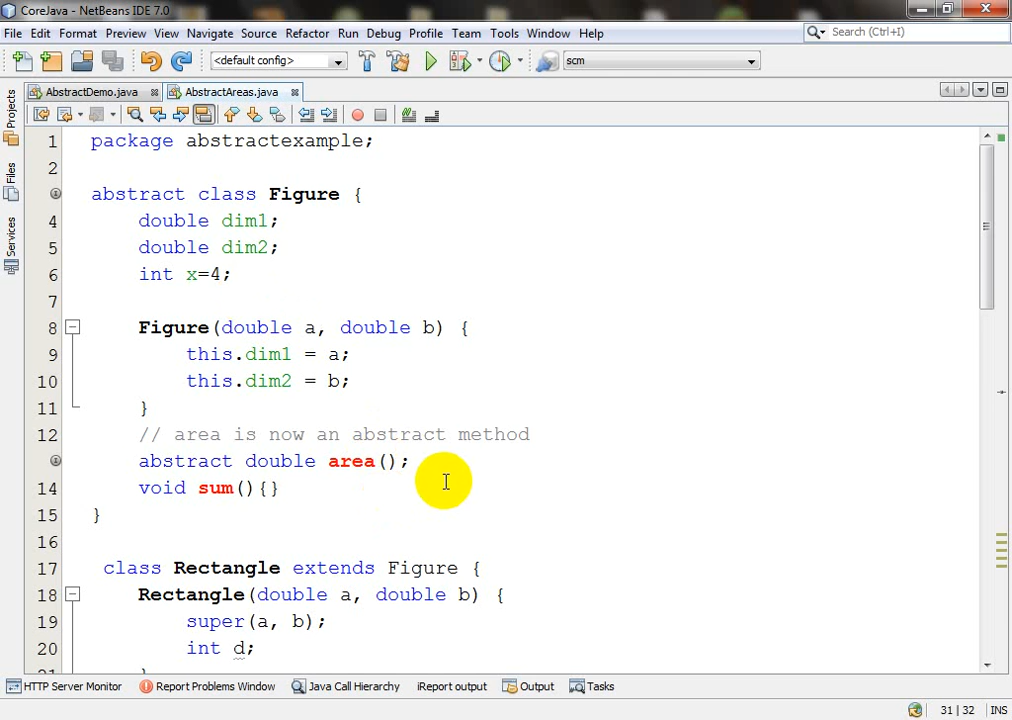 CoreJava - NetBeans IDE 7.0
File Edit Format Preview View Navigate Source Refactor Run Debug Profile Team Tools Window Help
Search (Ctrl+I)
<default config>
scm
AbstractDemo.java
AbstractAreas.java
Projects
Files
Services
1 package abstractexample;
2
abstract class Figure {
4 double dim1;
5 double dim2;
6 int x=4;
7
8 Figure(double a, double b) {
9 this.dim1 = a;
10 this.dim2 = b;
11 }
12 // area is now an abstract method
abstract double area();
14 void sum(){}
15 }
16
17 class Rectangle extends Figure {
18 Rectangle(double a, double b) {
19 super(a, b);
20 int d;
21 }
HTTP Server Monitor Report Problems Window Java Call Hierarchy iReport output Output Tasks
31 | 32 INS